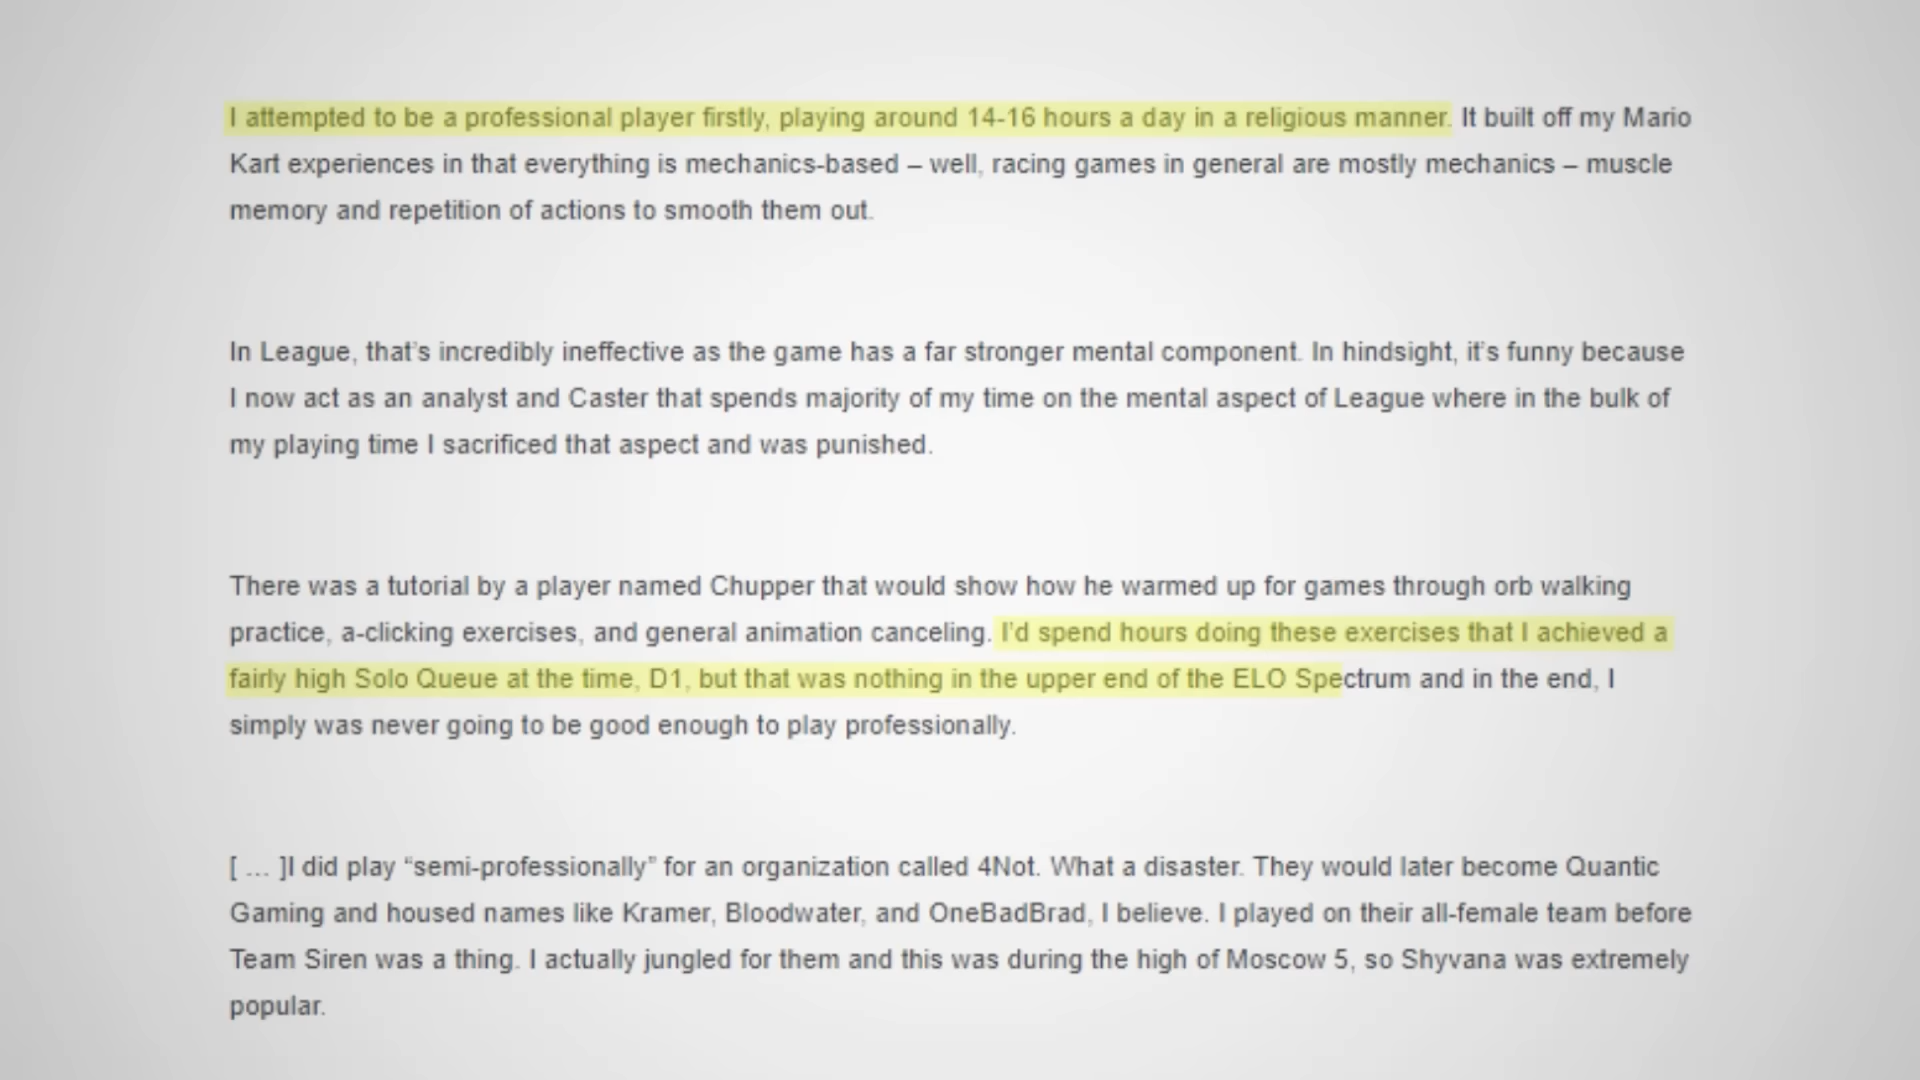 I attempted to be a professional player firstly, playing around 14-16 hours a day in a religious manner. It built off my Mario
Kart experiences in that everything is mechanics-based – well, racing games in general are mostly mechanics – muscle
memory and repetition of actions to smooth them out.
In League, that’s incredibly ineffective as the game has a far stronger mental component. In hindsight, it’s funny because
I now act as an analyst and Caster that spends majority of my time on the mental aspect of League where in the bulk of
my playing time I sacrificed that aspect and was punished.
There was a tutorial by a player named Chupper that would show how he warmed up for games through orb walking
practice, a-clicking exercises, and general animation canceling. I’d spend hours doing these exercises that I achieved a
fairly high Solo Queue at the time, D1, but that was nothing in the upper end of the ELO Spectrum and in the end, I
simply was never going to be good enough to play professionally.
[ ... ]I did play “semi-professionally” for an organization called 4Not. What a disaster. They would later become Quantic
Gaming and housed names like Kramer, Bloodwater, and OneBadBrad, I believe. I played on their all-female team before
Team Siren was a thing. I actually jungled for them and this was during the high of Moscow 5, so Shyvana was extremely
popular.